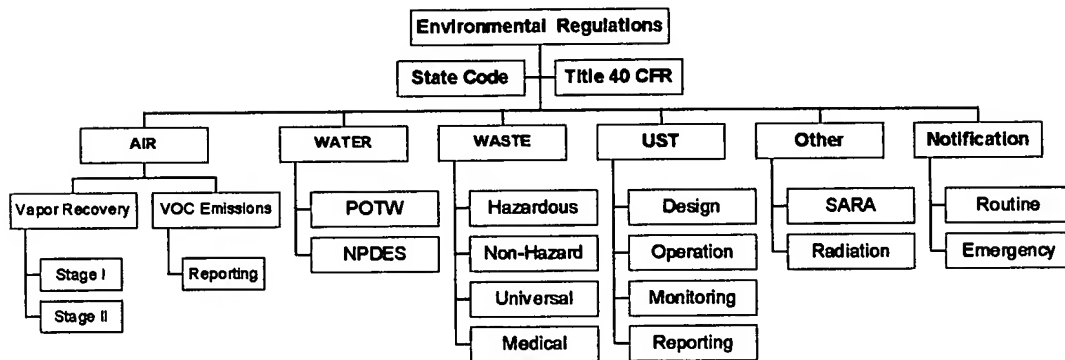 Environmental Regulations
State Code
Title 40 CFR
AIR
WATER
WASTE
UST
Other
Notification
Vapor Recovery
VOC Emissions
POTW
Hazardous
Design
SARA
Routine
NPDES
Non-Hazard
Operation
Radiation
Emergency
Stage I
Reporting
Universal
Monitoring
Stage II
Medical
Reporting